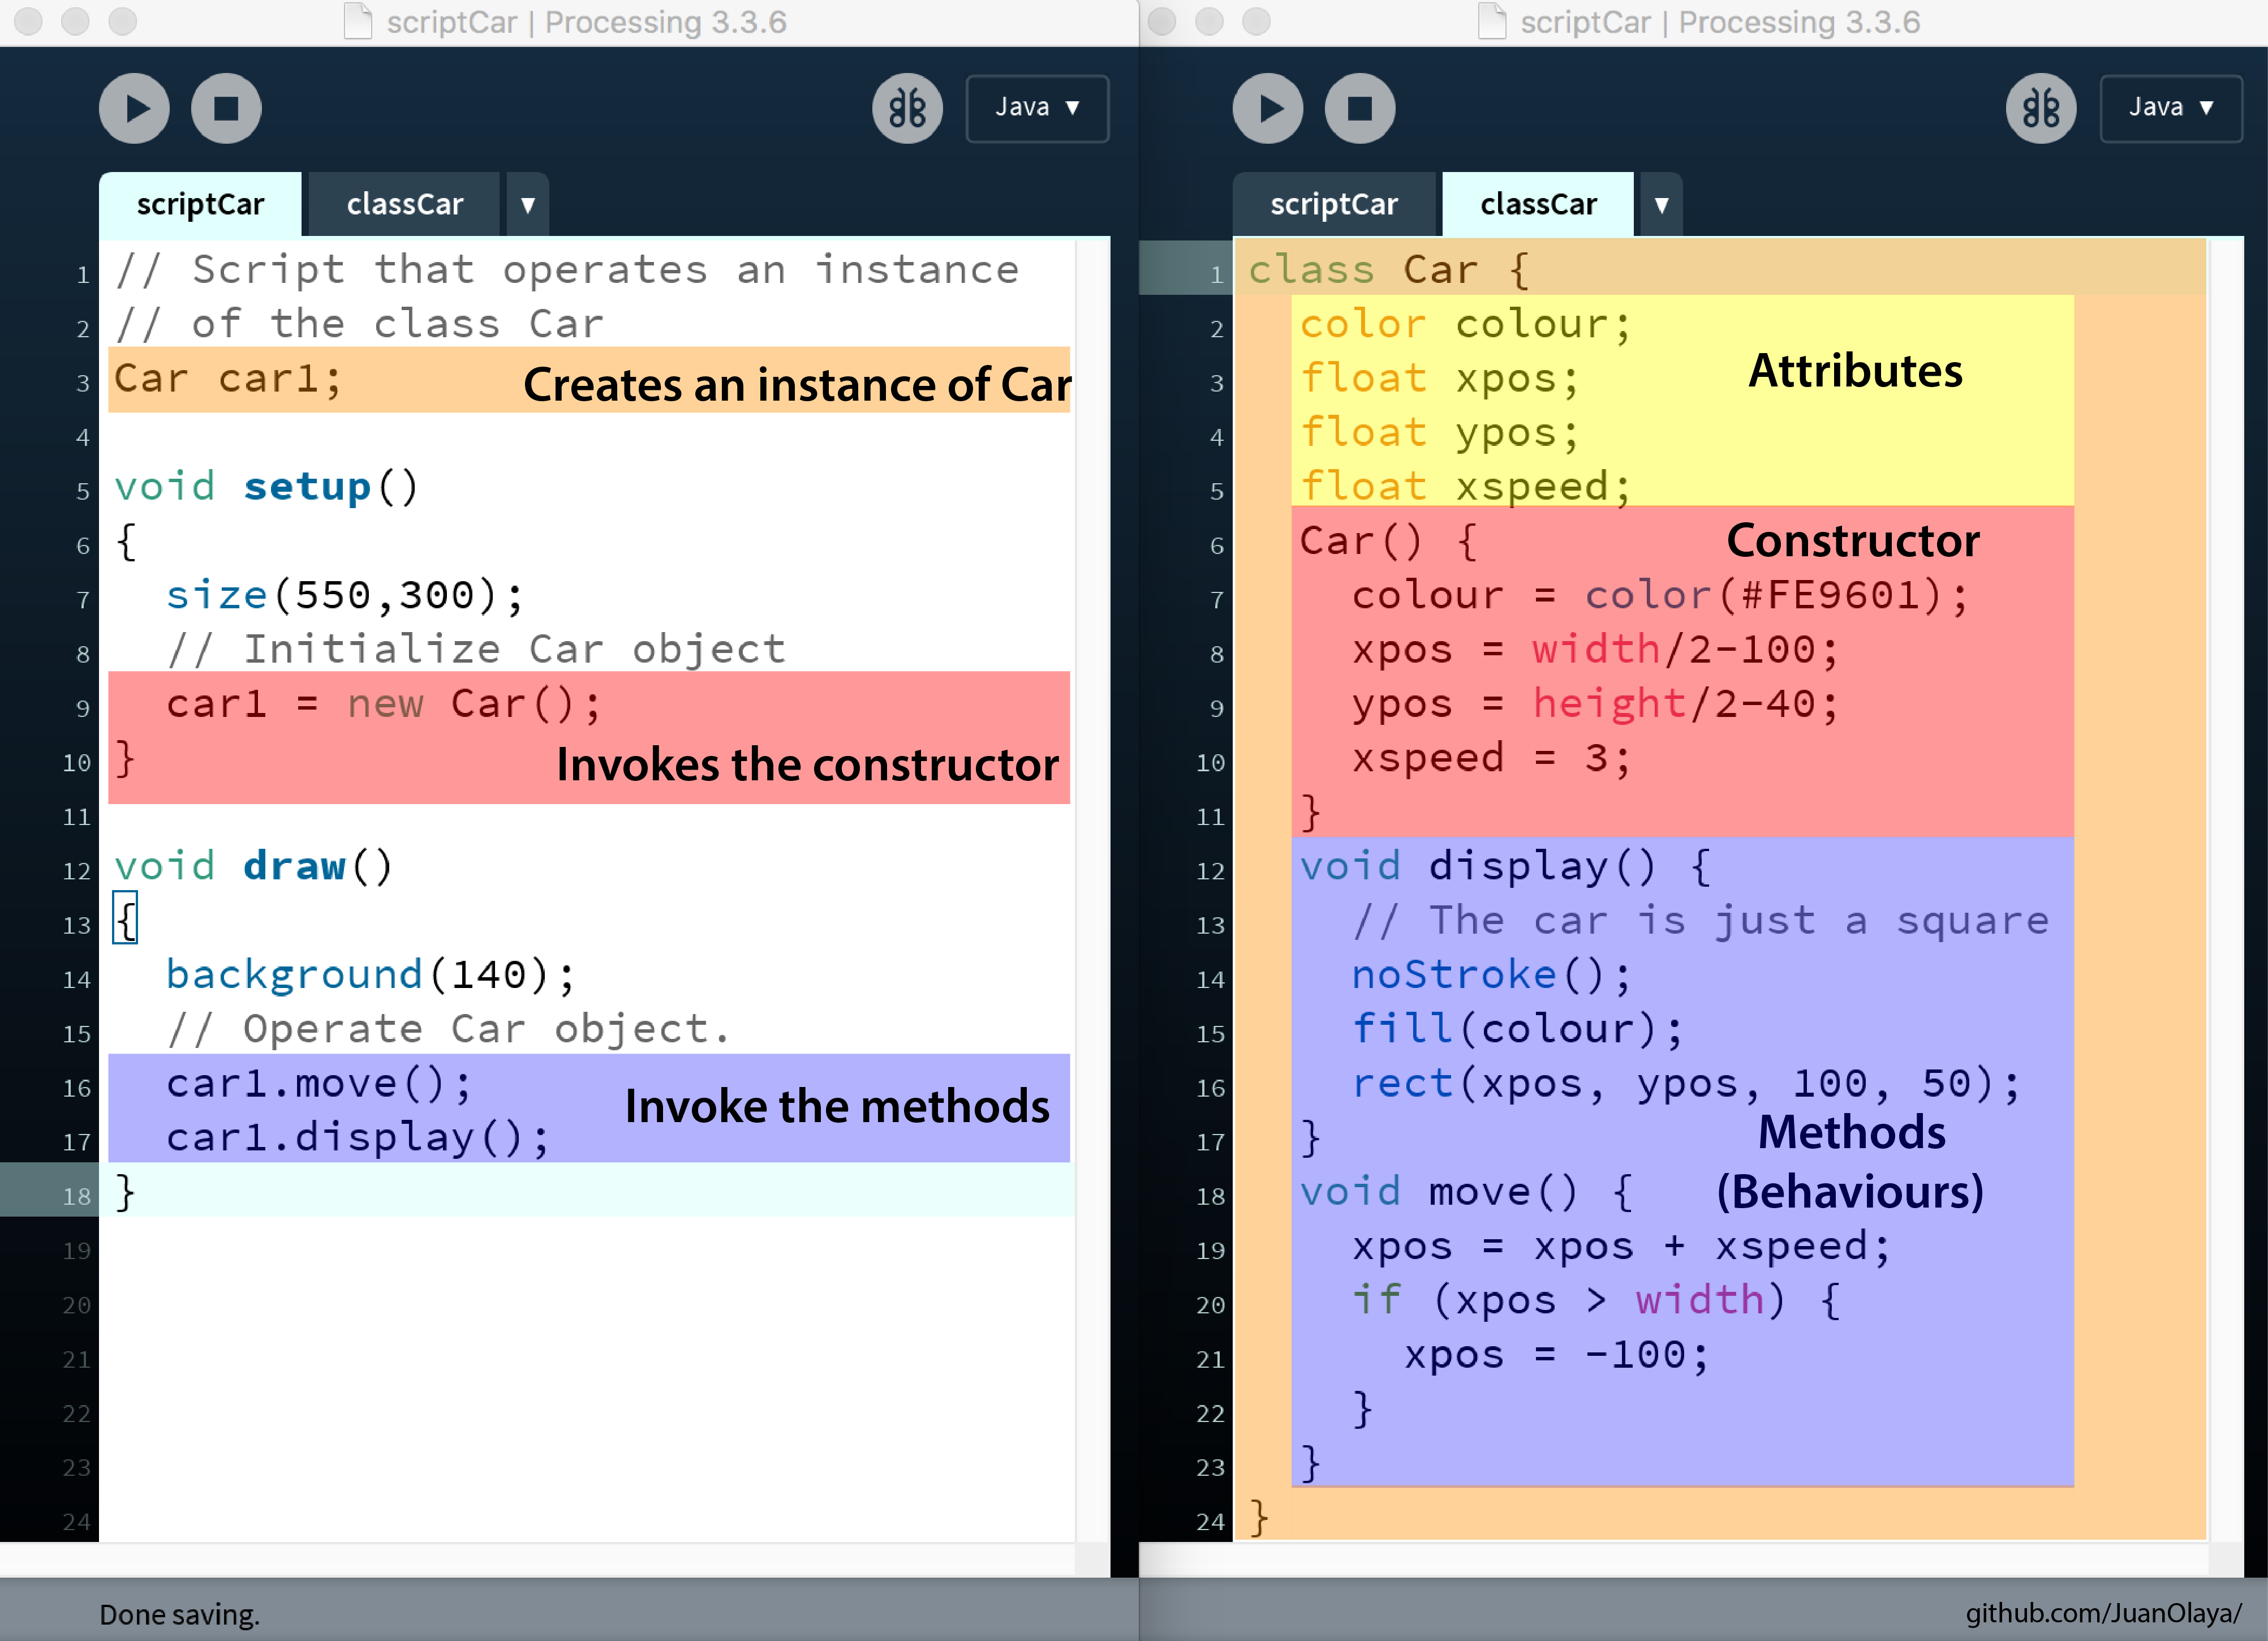 scriptCar | Processing 3.3.6
Java ▼
scriptCar classCar ▼
1 // Script that operates an instance
2 // of the class Car
3 Car car1; Creates an instance of Car
4
5 void setup()
6 {
7   size(550,300);
8   // Initialize Car object
9   car1 = new Car();
10 } Invokes the constructor
11
12 void draw()
13 {
14   background(140);
15   // Operate Car object.
16   car1.move(); Invoke the methods
17   car1.display();
18 }
19
20
21
22
23
24
Done saving.
scriptCar | Processing 3.3.6
Java ▼
scriptCar classCar ▼
1 class Car {
2   color colour;
3   float xpos; Attributes
4   float ypos;
5   float xspeed;
6   Car() { Constructor
7     colour = color(#FE9601);
8     xpos = width/2-100;
9     ypos = height/2-40;
10     xspeed = 3;
11   }
12   void display() {
13     // The car is just a square
14     noStroke();
15     fill(colour);
16     rect(xpos, ypos, 100, 50);
17   } Methods
18   void move() { (Behaviours)
19     xpos = xpos + xspeed;
20     if (xpos > width) {
21       xpos = -100;
22     }
23   }
24 }
github.com/JuanOlaya/